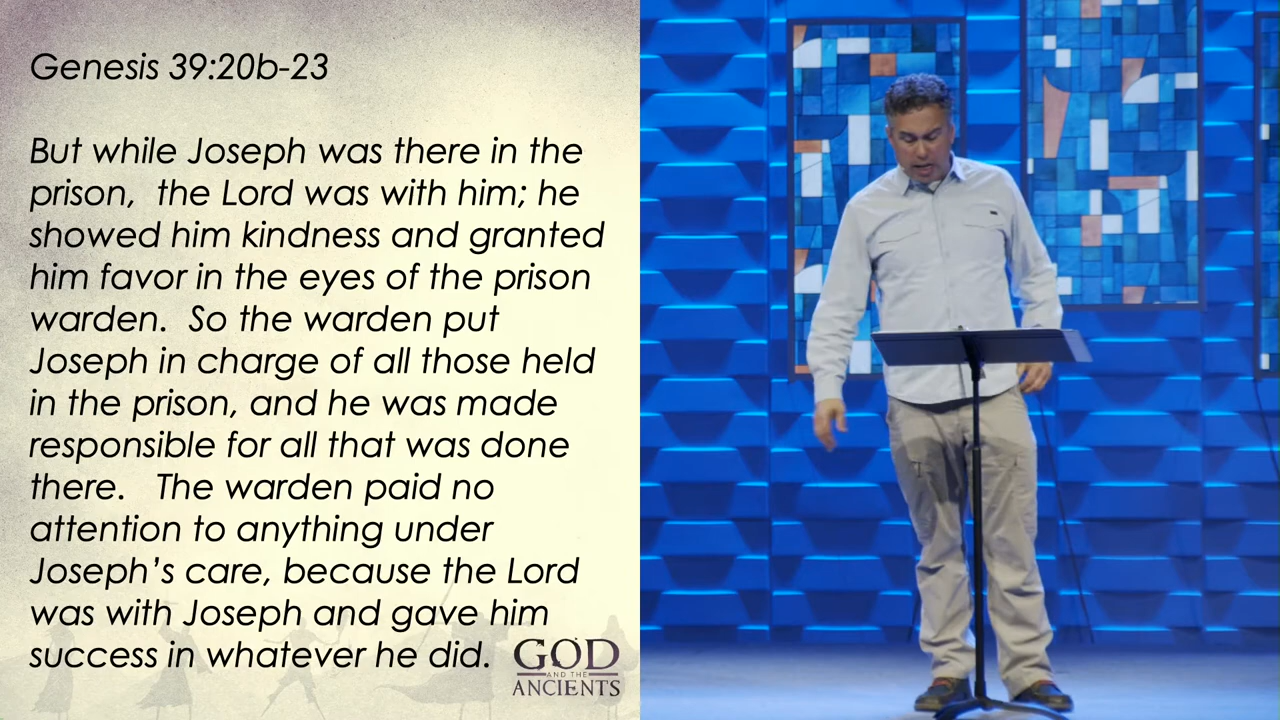 Genesis 39:20b-23
But while Joseph was there in the
prison,  the Lord was with him; he
showed him kindness and granted
him favor in the eyes of the prison
warden.  So the warden put
Joseph in charge of all those held
in the prison, and he was made
responsible for all that was done
there.   The warden paid no
attention to anything under
Joseph’s care, because the Lord
was with Joseph and gave him
success in whatever he did.
GOD
AND THE
ANCIENTS